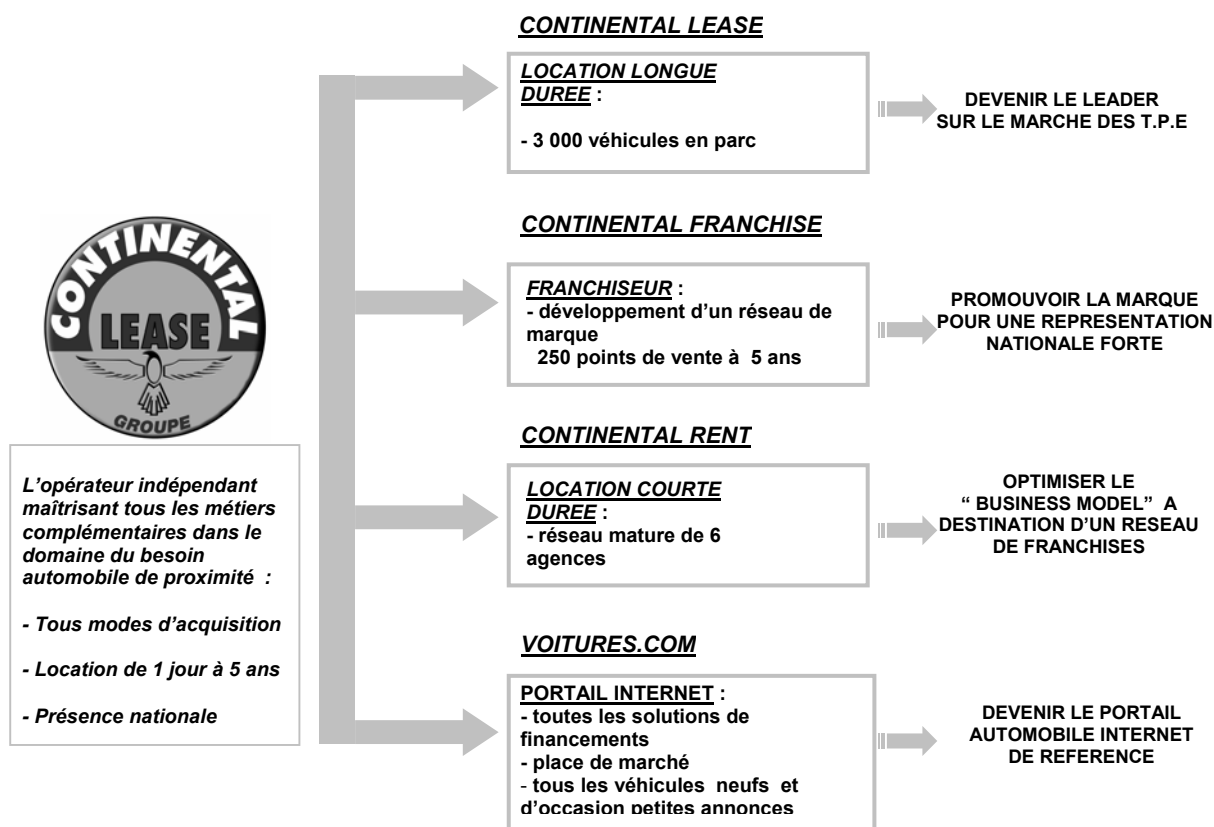 CONTINENTAL
LEASE
GROUPE
L'opérateur indépendant
maîtrisant tous les métiers
complémentaires dans le
domaine du besoin
automobile de proximité :
- Tous modes d'acquisition
- Location de 1 jour à 5 ans
- Présence nationale
CONTINENTAL LEASE
LOCATION LONGUE
DUREE :
- 3 000 véhicules en parc
DEVENIR LE LEADER
SUR LE MARCHE DES T.P.E
CONTINENTAL FRANCHISE
FRANCHISEUR :
- développement d'un réseau de
marque
250 points de vente à 5 ans
PROMOUVOIR LA MARQUE
POUR UNE REPRESENTATION
NATIONALE FORTE
CONTINENTAL RENT
LOCATION COURTE
DUREE :
- réseau mature de 6
agences
OPTIMISER LE
“ BUSINESS MODEL” A
DESTINATION D'UN RESEAU
DE FRANCHISES
VOITURES.COM
PORTAIL INTERNET :
- toutes les solutions de
financements
- place de marché
- tous les véhicules neufs et
d'occasion petites annonces
DEVENIR LE PORTAIL
AUTOMOBILE INTERNET
DE REFERENCE